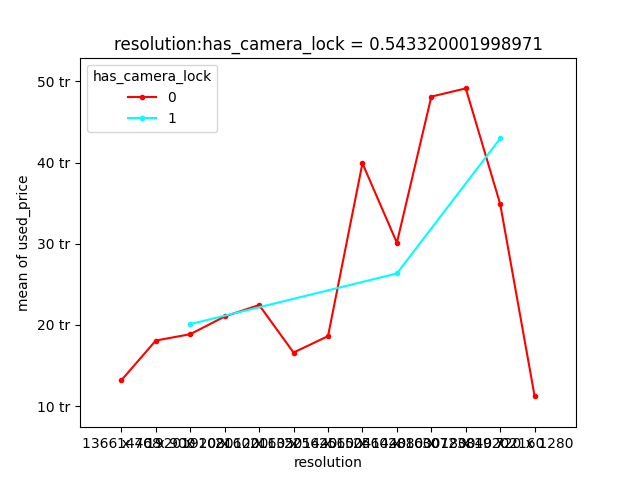 resolution:has_camera_lock = 0.543320001998971
has_camera_lock
0
1
50 tr
40 tr
30 tr
20 tr
10 tr
mean of used_price
resolution